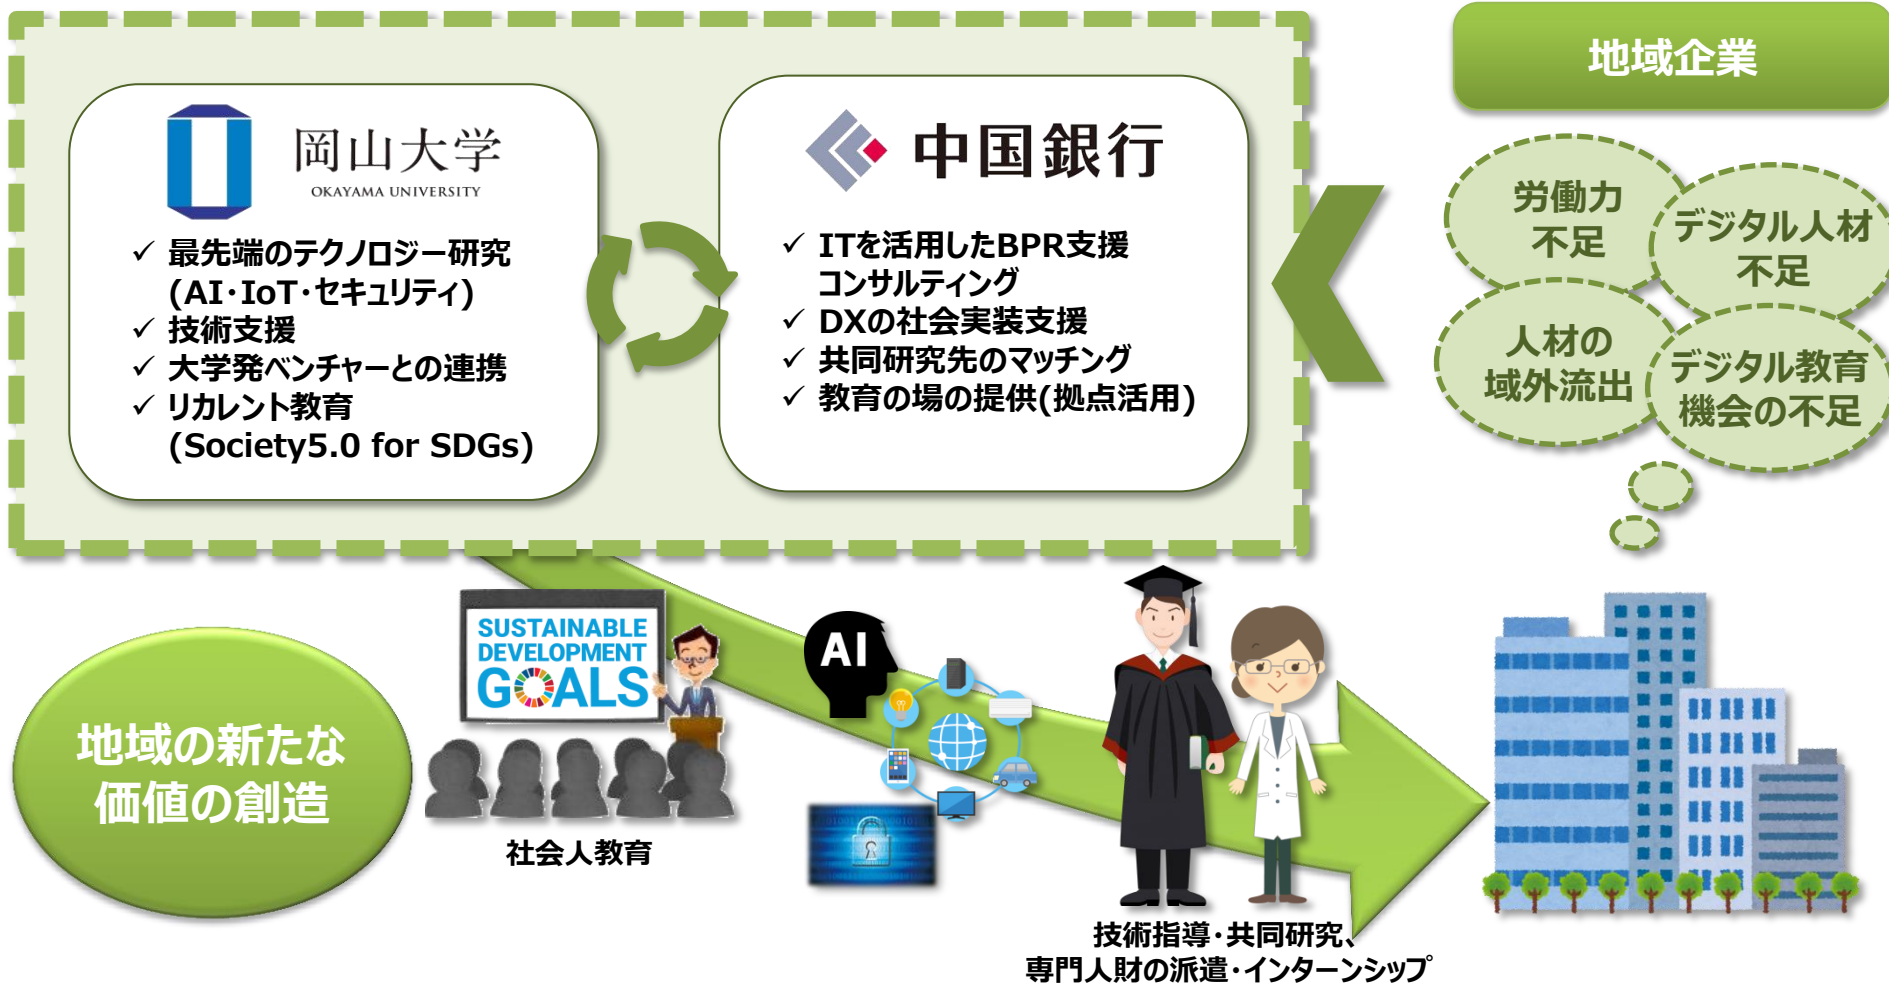 岡山大学
OKAYAMA UNIVERSITY
✓ 最先端のテクノロジー研究
(AI・IoT・セキュリティ)
✓ 技術支援
✓ 大学発ベンチャーとの連携
✓ リカレント教育
(Society5.0 for SDGs)
中国銀行
✓ ITを活用したBPR支援
コンサルティング
✓ DXの社会実装支援
✓ 共同研究先のマッチング
✓ 教育の場の提供(拠点活用)
地域企業
労働力
不足
デジタル人材
不足
人材の
域外流出
デジタル教育
機会の不足
地域の新たな
価値の創造
SUSTAINABLE
DEVELOPMENT
GOALS
社会人教育
AI
技術指導・共同研究、
専門人財の派遣・インターンシップ